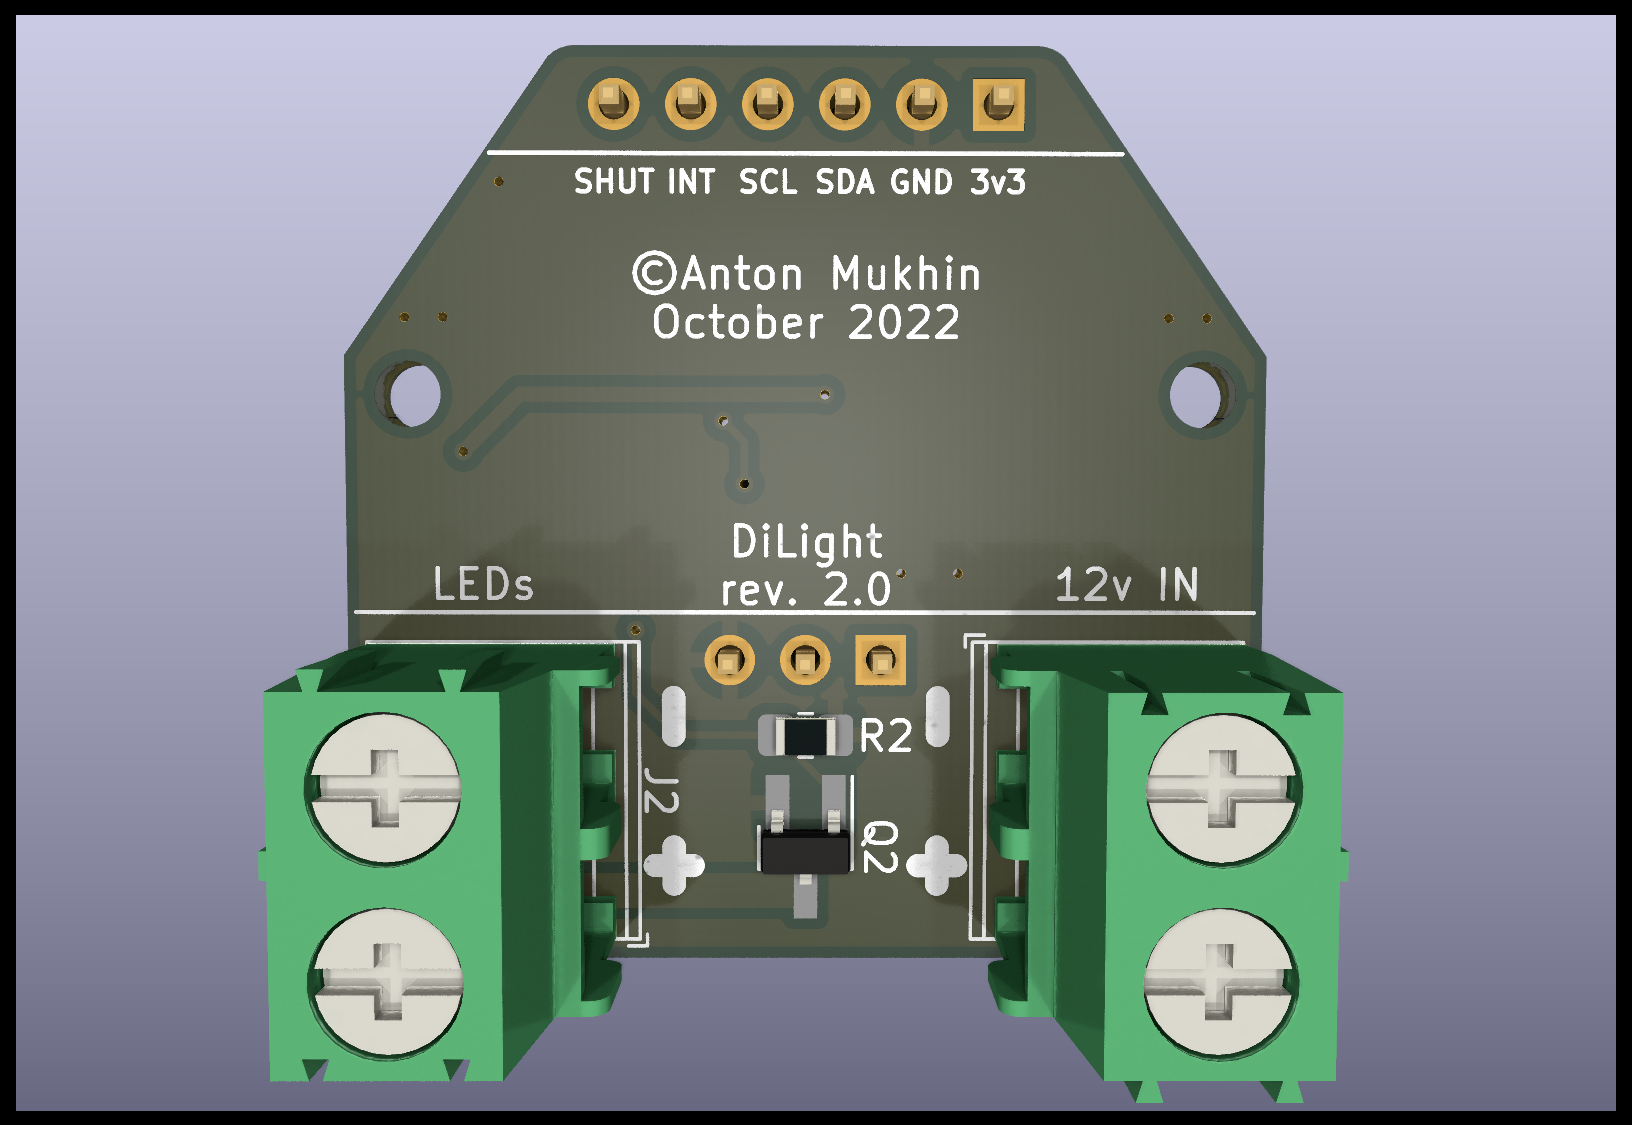 SHUT INT SCL SDA GND 3v3
©Anton Mukhin
October 2022
DiLight
LEDs
rev. 2.0
12v IN
R2
J2
Q2